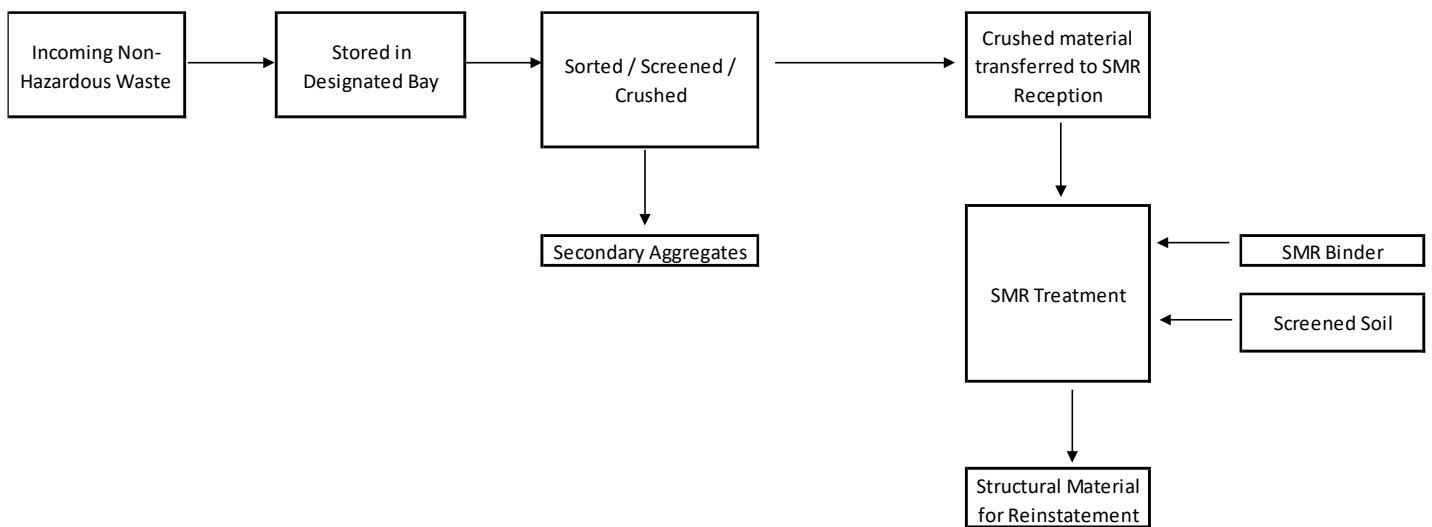 Incoming Non-
Hazardous Waste
Stored in
Designated Bay
Sorted / Screened /
Crushed
Crushed material
transferred to SMR
Reception
Secondary Aggregates
SMR Treatment
SMR Binder
Screened Soil
Structural Material
for Reinstatement